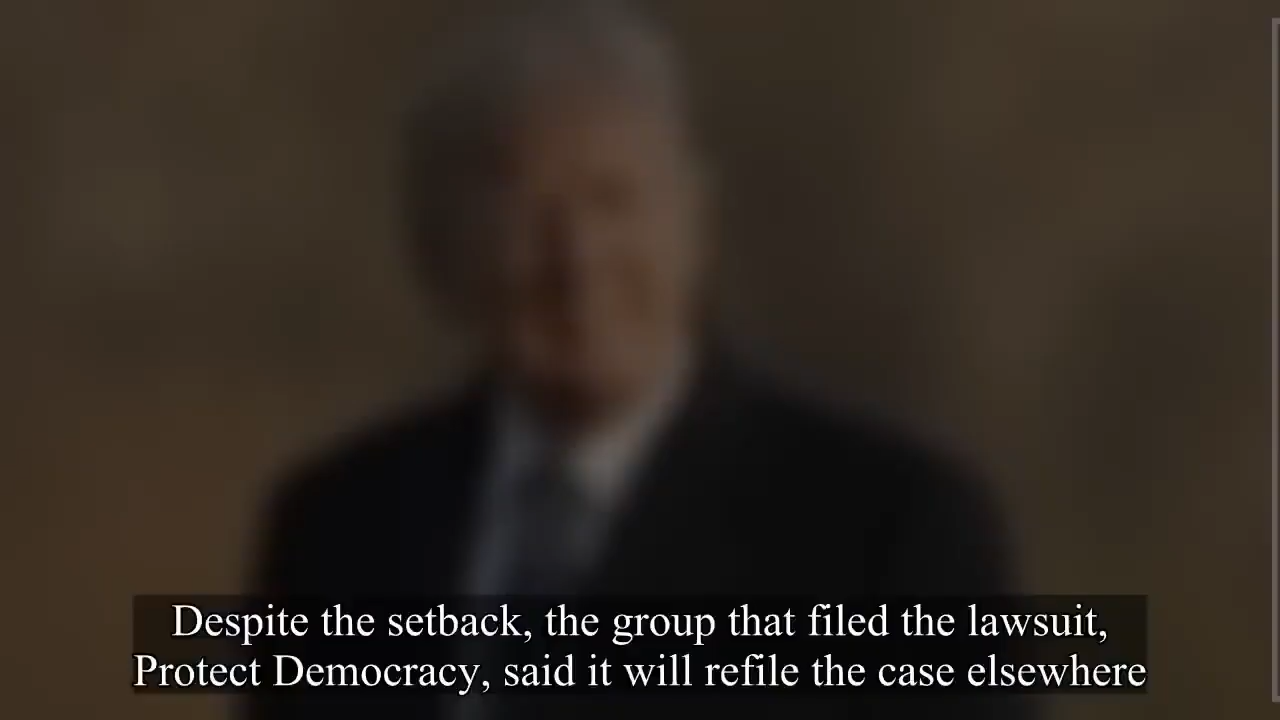 Despite the setback, the group that filed the lawsuit,
Protect Democracy, said it will refile the case elsewhere